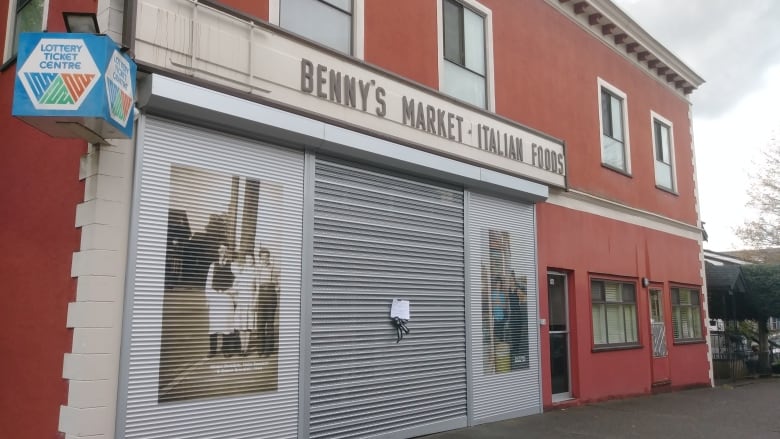 LOTTERY
TICKET
CENTRE
BENNY'S MARKET · ITALIAN FOODS